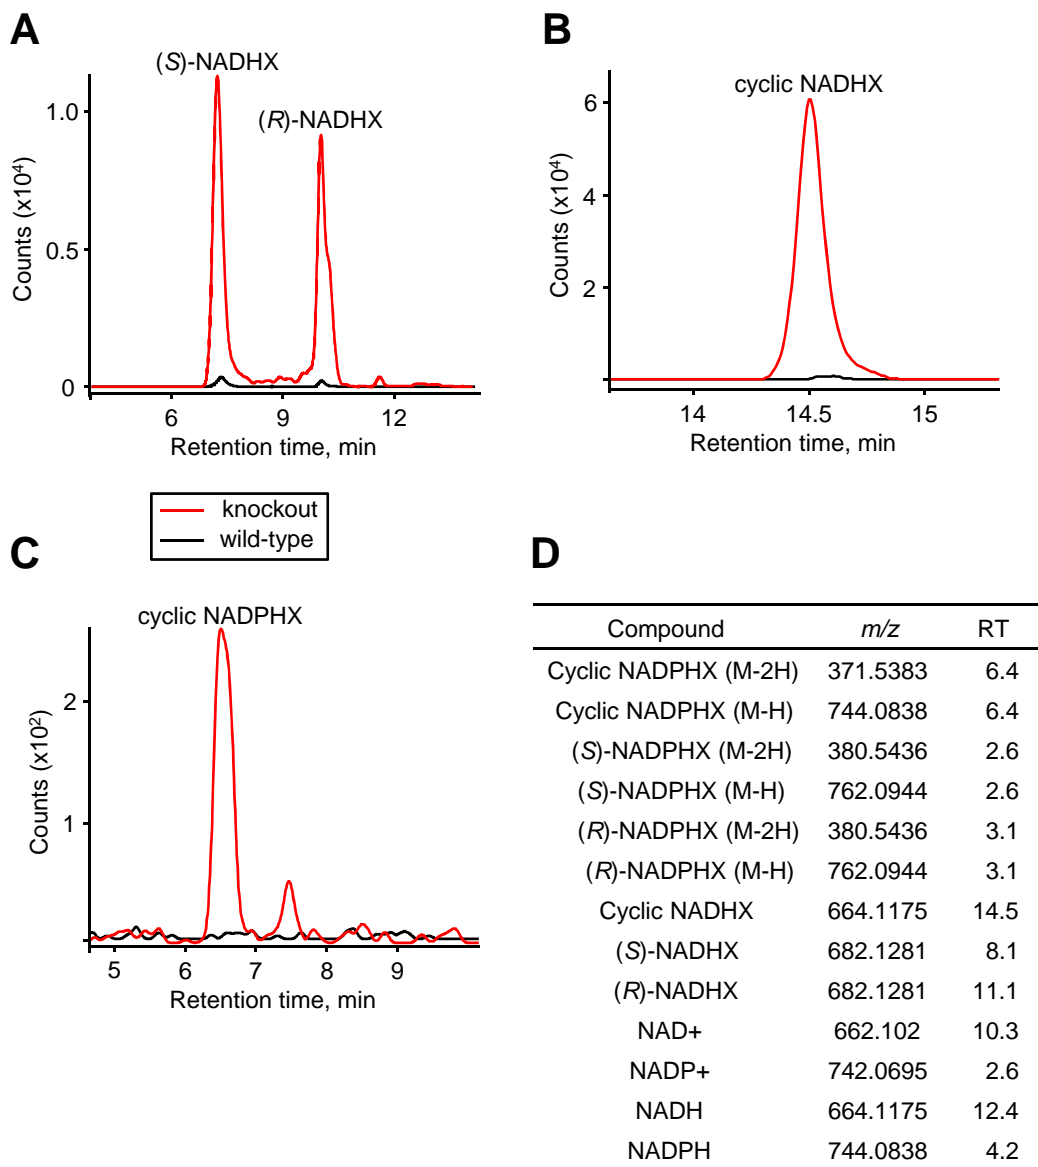 A
(S)-NADHX
(R)-NADHX
1.0
0.5
0
Counts (x10⁴)
6 9 12
Retention time, min
B
cyclic NADHX
6
4
2
Counts (x10⁴)
14 14.5 15
Retention time, min
knockout
wild-type
C
cyclic NADPHX
2
1
Counts (x10²)
5 6 7 8 9
Retention time, min
D
Compound m/z RT
Cyclic NADPHX (M-2H) 371.5383 6.4
Cyclic NADPHX (M-H) 744.0838 6.4
(S)-NADPHX (M-2H) 380.5436 2.6
(S)-NADPHX (M-H) 762.0944 2.6
(R)-NADPHX (M-2H) 380.5436 3.1
(R)-NADPHX (M-H) 762.0944 3.1
Cyclic NADHX 664.1175 14.5
(S)-NADHX 682.1281 8.1
(R)-NADHX 682.1281 11.1
NAD+ 662.102 10.3
NADP+ 742.0695 2.6
NADH 664.1175 12.4
NADPH 744.0838 4.2